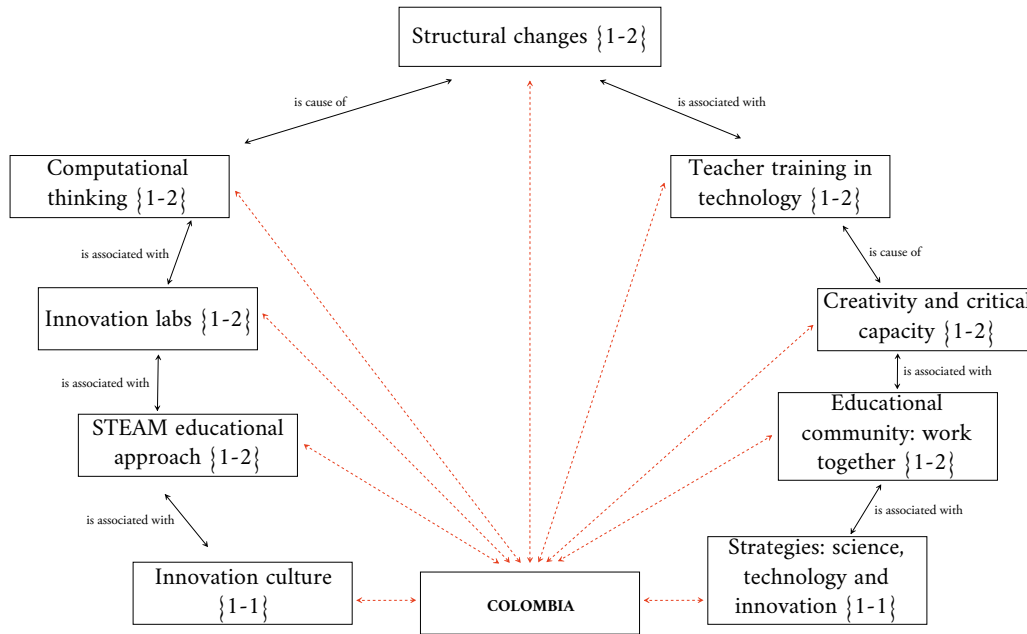 Structural changes {1-2}
is cause of
is associated with
Computational
thinking {1-2}
Teacher training in
technology {1-2}
is associated with
is cause of
Innovation labs {1-2}
Creativity and critical
capacity {1-2}
is associated with
is associated with
STEAM educational
approach {1-2}
Educational
community: work
together {1-2}
is associated with
is associated with
Innovation culture
{1-1}
COLOMBIA
Strategies: science,
technology and
innovation {1-1}